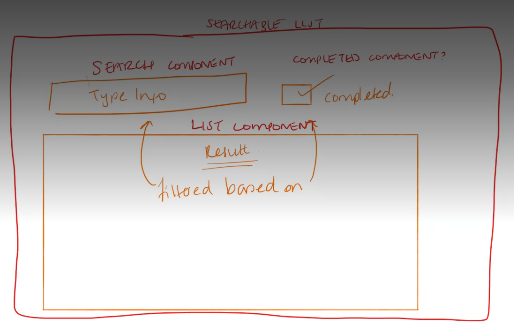 SEARCHABLE LIST
SEARCH COMPONENT
COMPLETED COMPONENT?
Type Info
completed.
LIST COMPONENT
Result
filtered based on